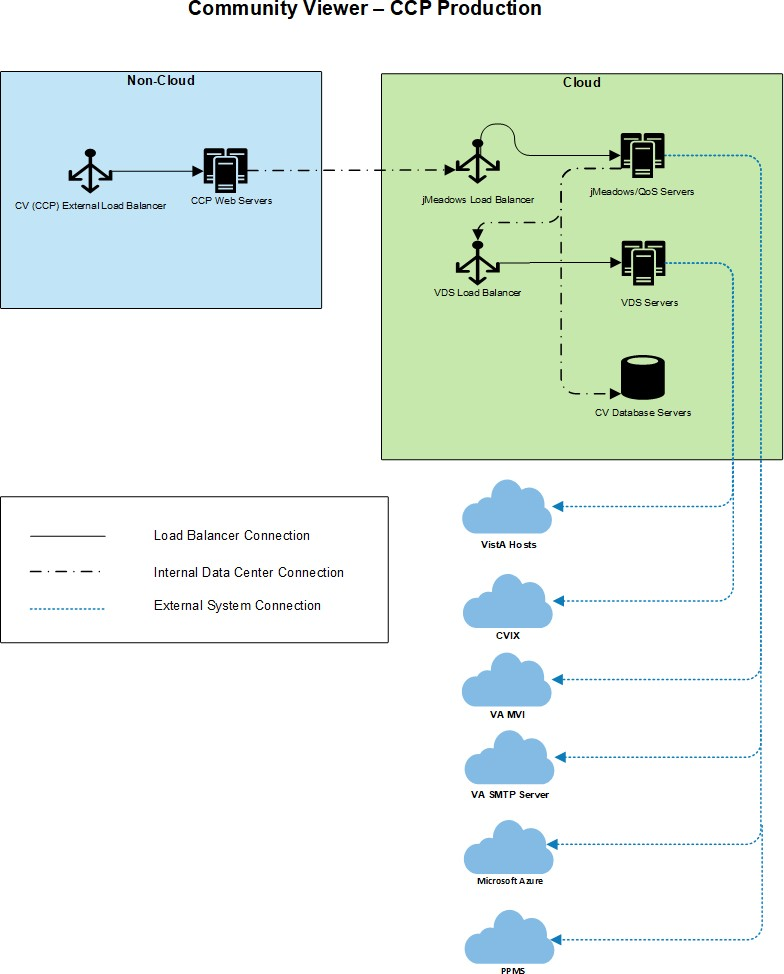 Community Viewer – CCP Production
Non-Cloud
Cloud
CV (CCP) External Load Balancer
CCP Web Servers
jMeadows Load Balancer
jMeadows/QoS Servers
VDS Load Balancer
VDS Servers
CV Database Servers
Load Balancer Connection
Internal Data Center Connection
External System Connection
VistA Hosts
CVIX
VA MVI
VA SMTP Server
Microsoft Azure
PPMS